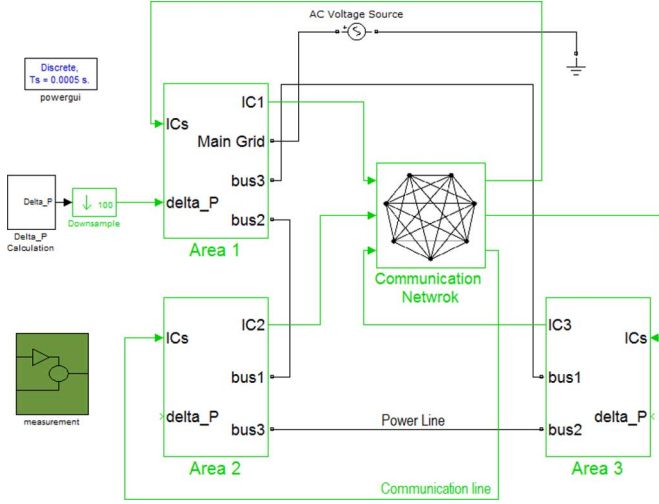 AC Voltage Source
Discrete,
Ts = 0.0005 s.
powergui
ICs
IC1
Main Grid
bus3
delta_P
bus2
Area 1
Delta_P
Delta_P
Calculation
100
Downsample
Communication
Netwrok
ICs
IC2
bus1
delta_P
bus3
Area 2
measurement
IC3
ICs
bus1
delta_P
bus2
Area 3
Power Line
Communication line